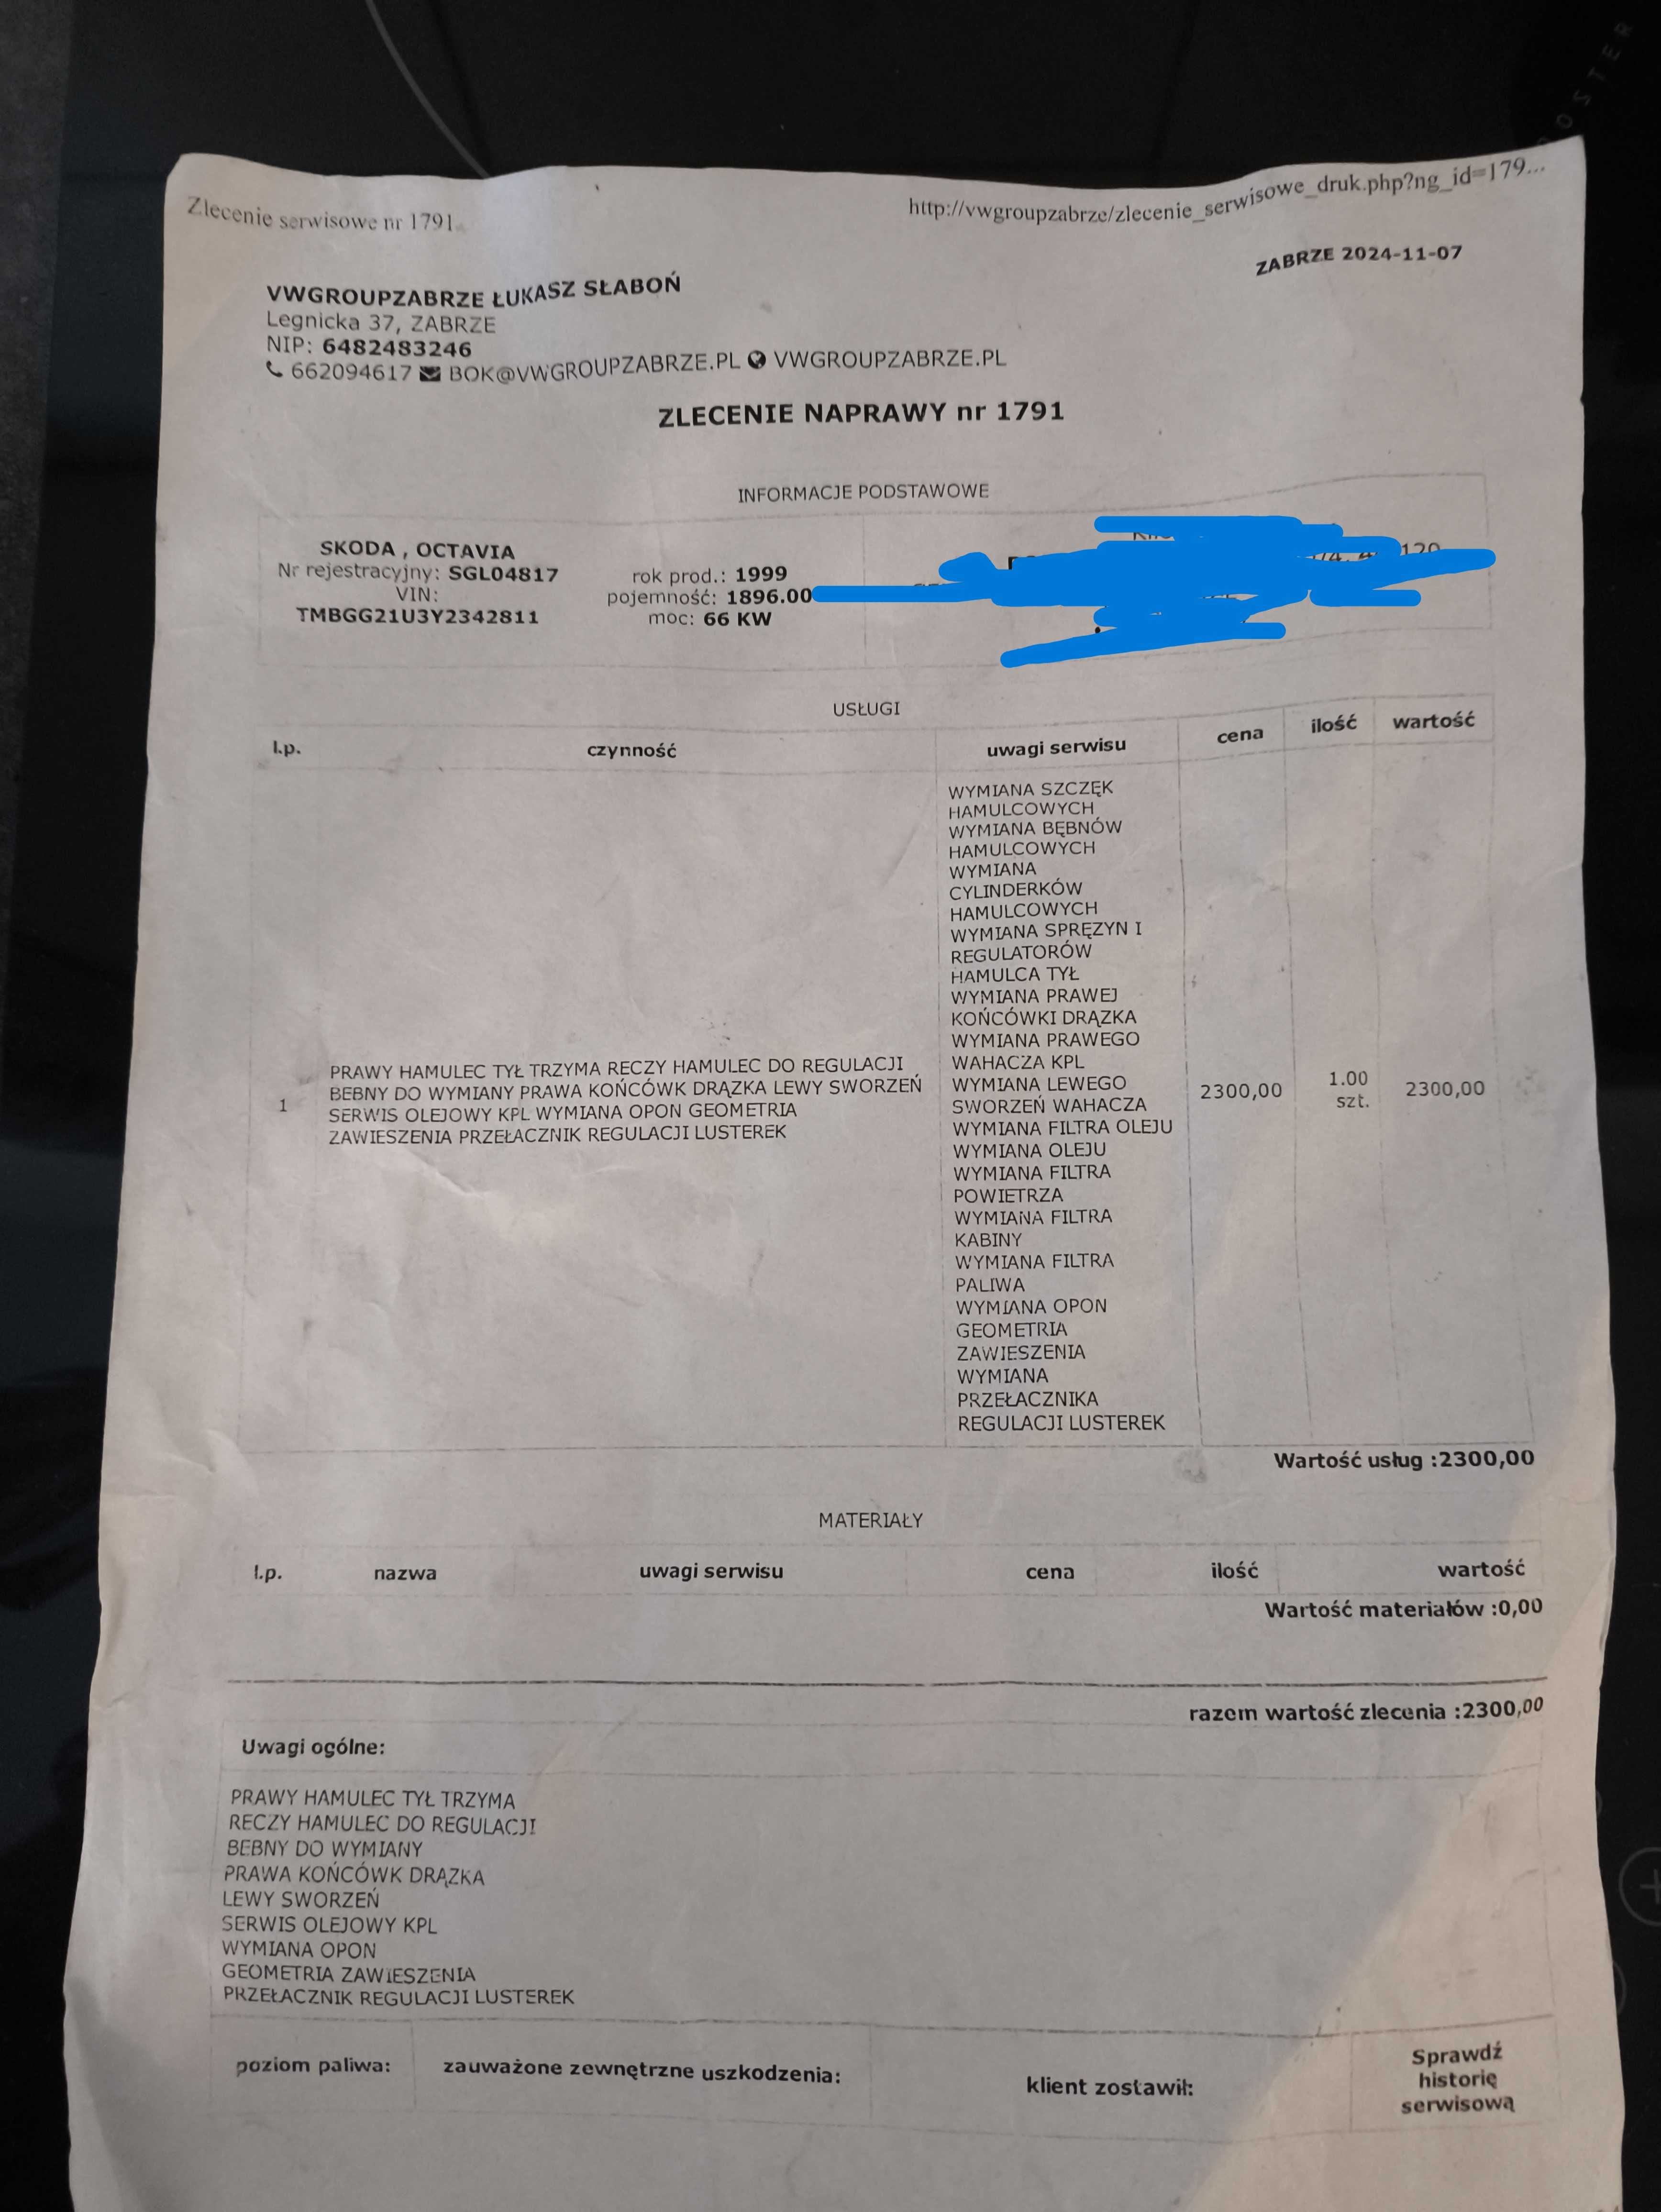 Zlecenie serwisowe nr 1791
http://vwgroupzabrze/zlecenie_serwisowe_druk.php?ng_id=179...
ZABRZE 2024-11-07
VWGROUPZABRZE ŁUKASZ SŁABOŃ
Legnicka 37, ZABRZE
NIP: 6482483246
662094617 BOK@VWGROUPZABRZE.PL VWGROUPZABRZE.PL
ZLECENIE NAPRAWY nr 1791
INFORMACJE PODSTAWOWE
SKODA , OCTAVIA
Nr rejestracyjny: SGL04817
VIN:
TMBGG21U3Y2342811
rok prod.: 1999
pojemność: 1896.00
moc: 66 KW
USŁUGI
l.p. czynność uwagi serwisu cena ilość wartość
1
PRAWY HAMULEC TYŁ TRZYMA RECZY HAMULEC DO REGULACJI
BEBNY DO WYMIANY PRAWA KOŃCÓWK DRĄZKA LEWY SWORZEŃ
SERWIS OLEJOWY KPL WYMIANA OPON GEOMETRIA
ZAWIESZENIA PRZEŁACZNIK REGULACJI LUSTEREK
WYMIANA SZCZĘK
HAMULCOWYCH
WYMIANA BĘBNÓW
HAMULCOWYCH
WYMIANA
CYLINDERKÓW
HAMULCOWYCH
WYMIANA SPRĘZYN I
REGULATORÓW
HAMULCA TYŁ
WYMIANA PRAWEJ
KOŃCÓWKI DRĄZKA
WYMIANA PRAWEGO
WAHACZA KPL
WYMIANA LEWEGO
SWORZEŃ WAHACZA
WYMIANA FILTRA OLEJU
WYMIANA OLEJU
WYMIANA FILTRA
POWIETRZA
WYMIANA FILTRA
KABINY
WYMIANA FILTRA
PALIWA
WYMIANA OPON
GEOMETRIA
ZAWIESZENIA
WYMIANA
PRZEŁACZNIKA
REGULACJI LUSTEREK
2300,00
1.00
szt.
2300,00
Wartość usług :2300,00
MATERIAŁY
l.p. nazwa uwagi serwisu cena ilość wartość
Wartość materiałów :0,00
razem wartość zlecenia :2300,00
Uwagi ogólne:
PRAWY HAMULEC TYŁ TRZYMA
RECZY HAMULEC DO REGULACJI
BEBNY DO WYMIANY
PRAWA KOŃCÓWK DRĄZKA
LEWY SWORZEŃ
SERWIS OLEJOWY KPL
WYMIANA OPON
GEOMETRIA ZAWIESZENIA
PRZEŁACZNIK REGULACJI LUSTEREK
poziom paliwa:
zauważone zewnętrzne uszkodzenia:
klient zostawił:
Sprawdź
historię
serwisową